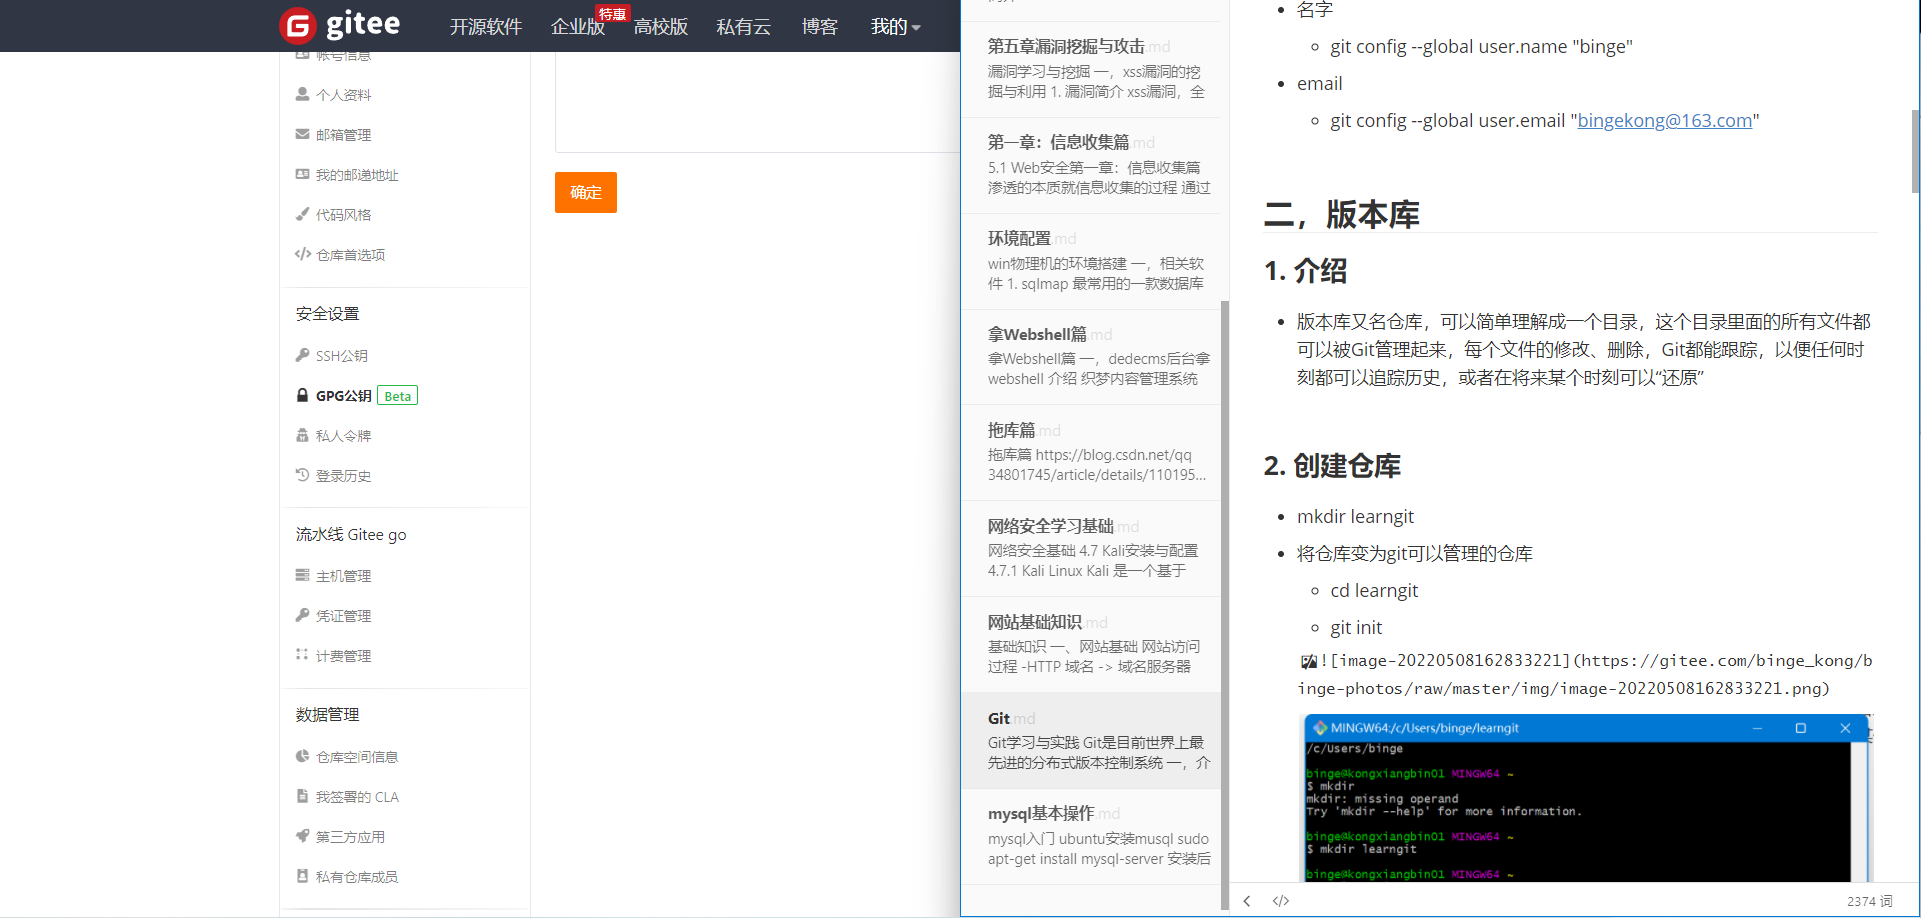 gitee
开源软件
企业版
特惠
高校版
私有云
博客
我的
帐号信息
个人资料
邮箱管理
我的邮递地址
代码风格
仓库首选项
安全设置
SSH公钥
GPG公钥 Beta
私人令牌
登录历史
流水线 Gitee go
主机管理
凭证管理
计费管理
数据管理
仓库空间信息
我签署的 CLA
第三方应用
私有仓库成员
确定
第五章漏洞挖掘与攻击.md
漏洞学习与挖掘 一，xss漏洞的挖
掘与利用 1. 漏洞简介 xss漏洞，全
第一章：信息收集篇.md
5.1 Web安全第一章：信息收集篇
渗透的本质就信息收集的过程 通过
环境配置.md
win物理机的环境搭建 一，相关软
件 1. sqlmap 最常用的一款数据库
拿Webshell篇.md
拿Webshell篇 一，dedecms后台拿
webshell 介绍 织梦内容管理系统
拖库篇.md
拖库篇 https://blog.csdn.net/qq
34801745/article/details/110195...
网络安全学习基础.md
网络安全基础 4.7 Kali安装与配置
4.7.1 Kali Linux Kali 是一个基于
网站基础知识.md
基础知识 一、网站基础 网站访问
过程 -HTTP 域名 -> 域名服务器
Git.md
Git学习与实践 Git是目前世界上最
先进的分布式版本控制系统 一，介
mysql基本操作.md
mysql入门 ubuntu安装musql sudo
apt-get install mysql-server 安装后
名字
git config --global user.name "binge"
email
git config --global user.email "bingekong@163.com"
二，版本库
1. 介绍
版本库又名仓库，可以简单理解成一个目录，这个目录里面的所有文件都
可以被Git管理起来，每个文件的修改、删除，Git都能跟踪，以便任何时
刻都可以追踪历史，或者在将来某个时刻可以“还原”
2. 创建仓库
mkdir learngit
将仓库变为git可以管理的仓库
cd learngit
git init
![image-20220508162833221](https://gitee.com/binge_kong/b
inge-photos/raw/master/img/image-20220508162833221.png)
MINGW64:/c/Users/binge/learngit
/c/Users/binge
binge@kongxiangbin01 MINGW64 ~
$ mkdir
mkdir: missing operand
Try 'mkdir --help' for more information.
binge@kongxiangbin01 MINGW64 ~
$ mkdir learngit
binge@kongxiangbin01 MINGW64 ~
2374 词